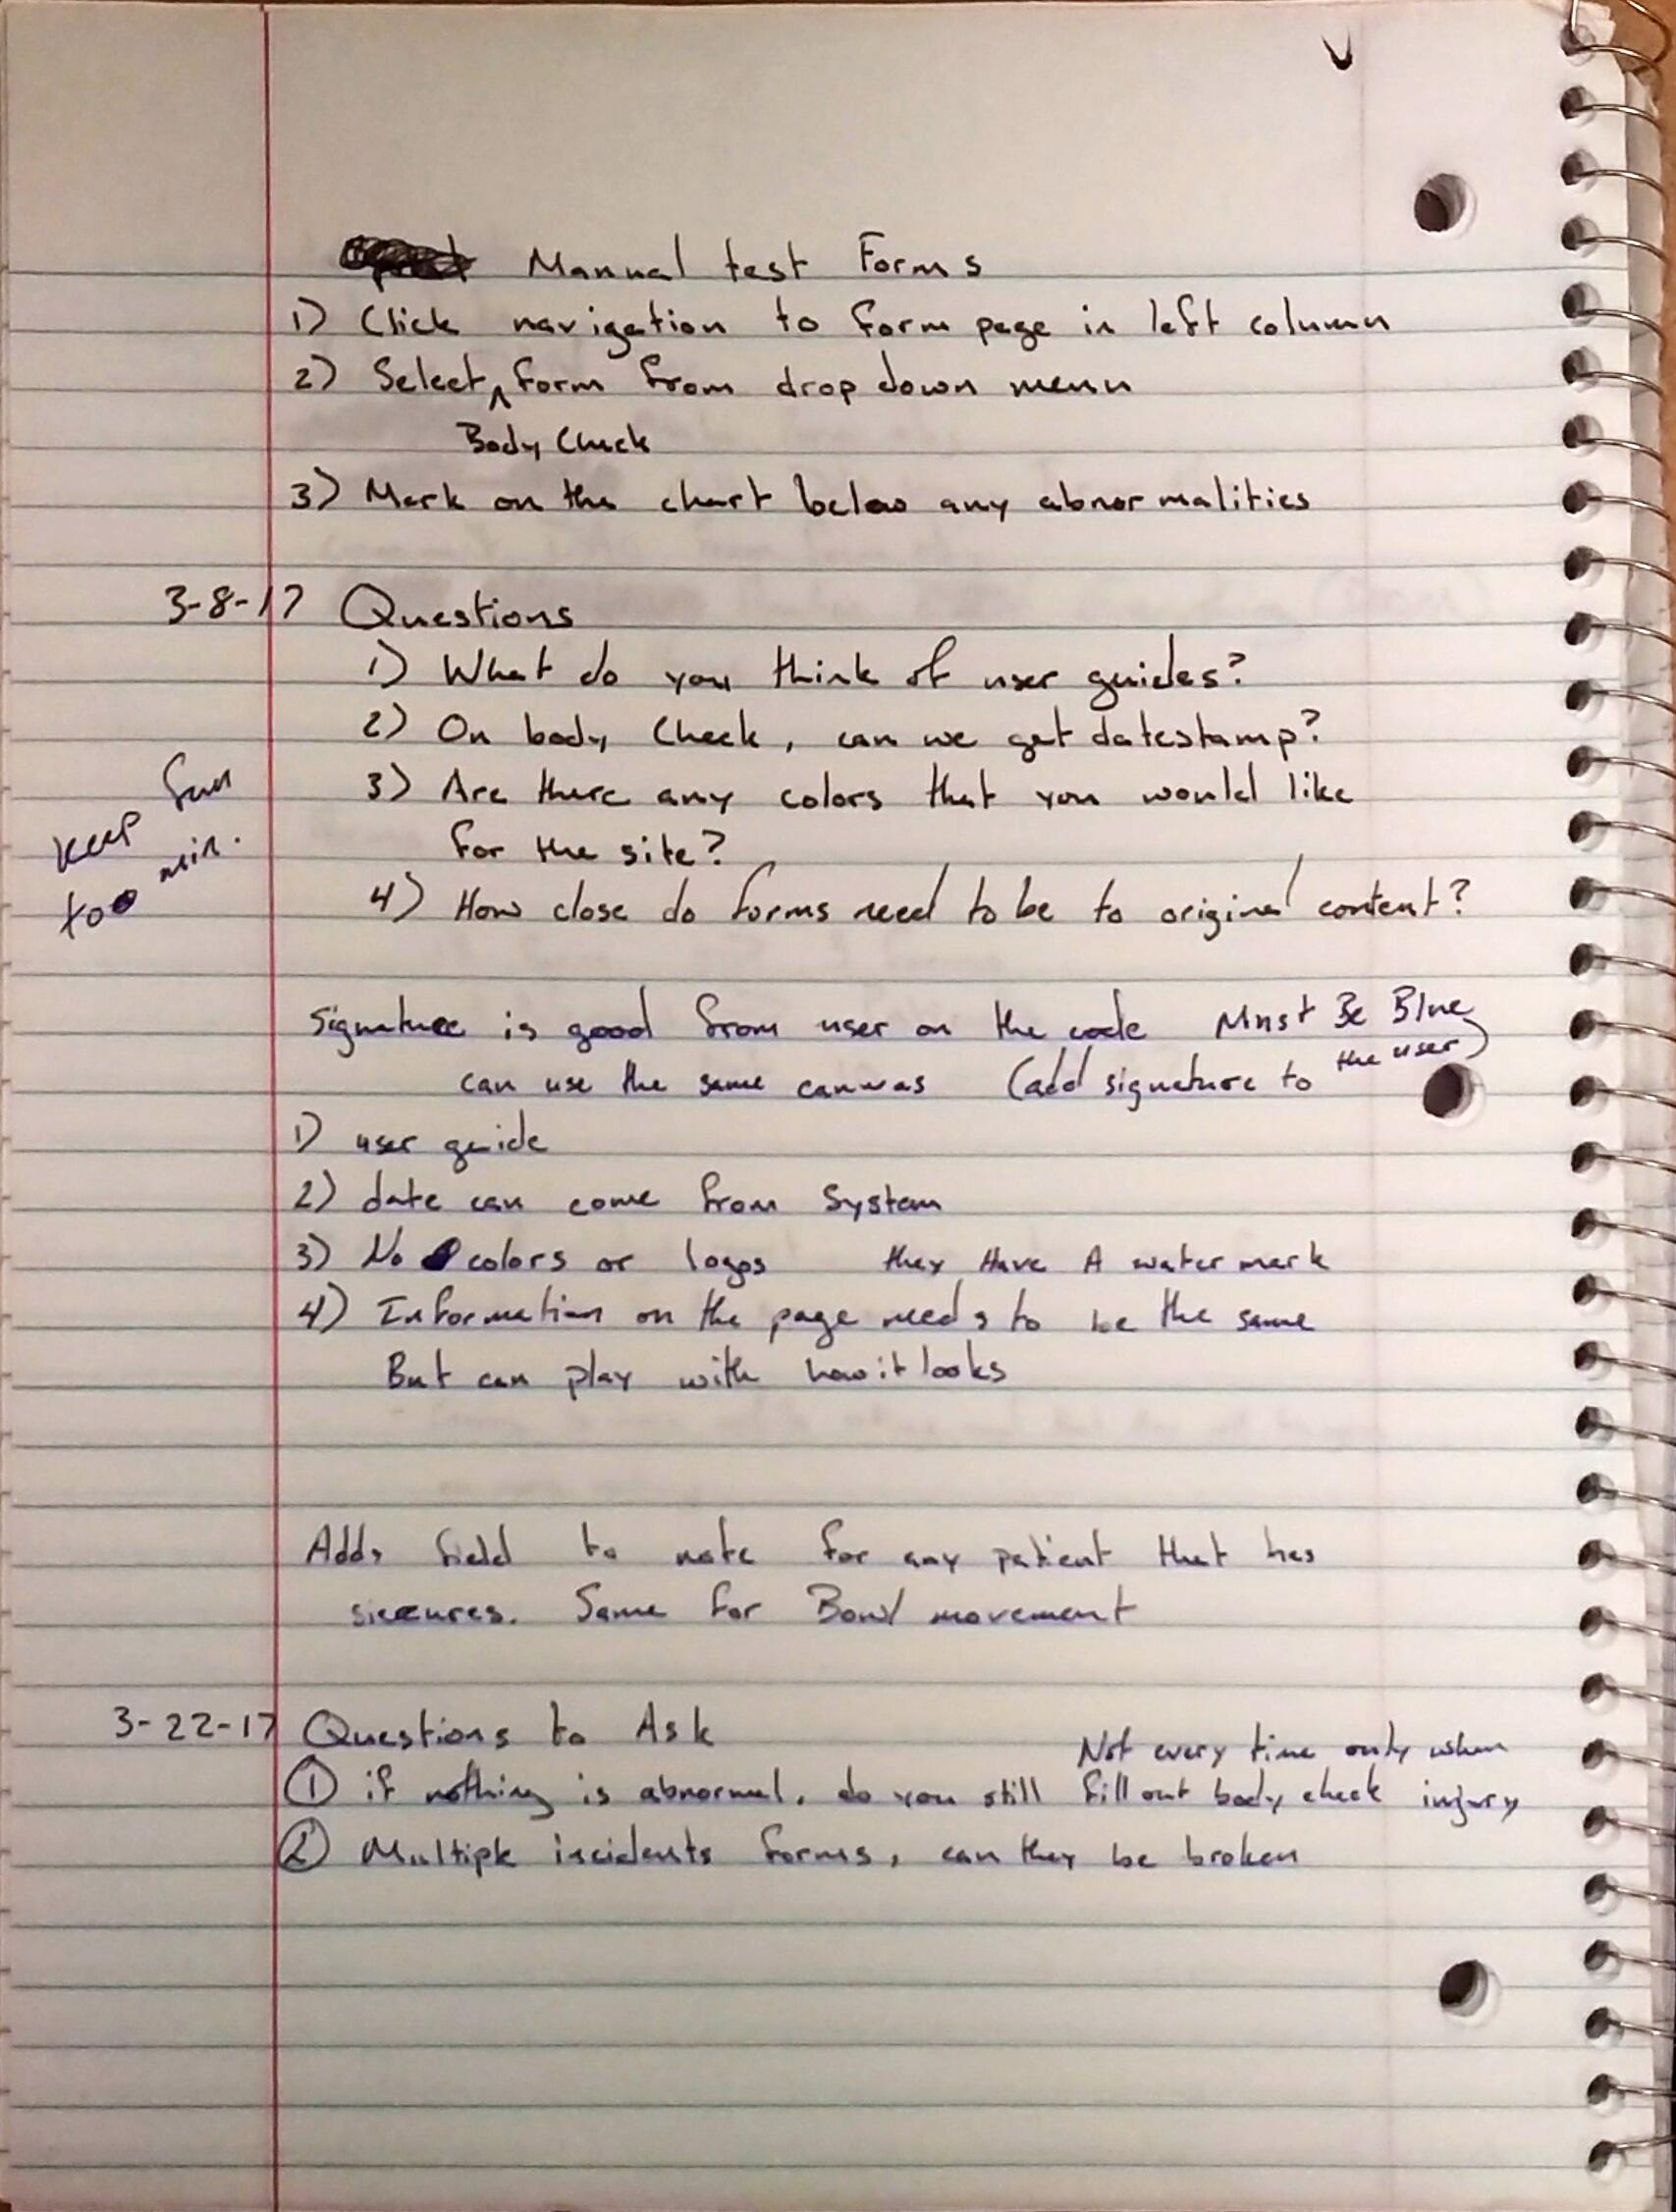 Manual test Forms
1) Click navigation to form page in left column
2) Select ^ form from drop down menu
Body Check
3) Mark on the chart below any abnormalities
3-8-17 Questions
1) What do you think of user guides?
2) On body Check, can we get datestamp?
3) Are there any colors that you would like
for the site?
4) How close do forms need to be to original content?
keep fun
too min.
Signature is good from user on the code Must Be Blue
can use the same canvas (add signature to the user)
1) user guide
2) date can come from System
3) No colors or logos they Have A water mark
4) Information on the page needs to be the same
But can play with how it looks
Adds field to note for any patient that has
siezures. Same for Bowl movement
3-22-17 Questions to Ask
Not every time only when
① if nothing is abnormal, do you still fill out body check injury
② Multiple incidents forms, can they be broken